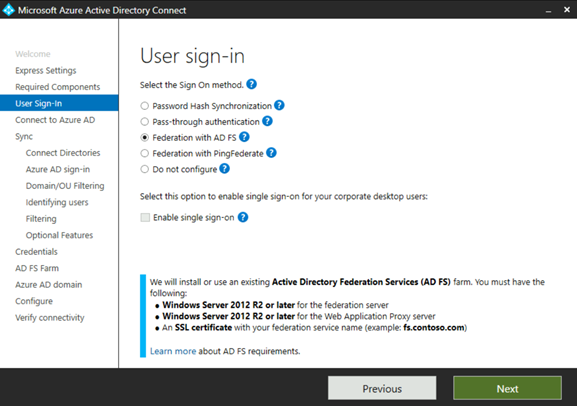 Microsoft Azure Active Directory Connect
Welcome
Express Settings
Required Components
User Sign-In
Connect to Azure AD
Sync
Connect Directories
Azure AD sign-in
Domain/OU Filtering
Identifying users
Filtering
Optional Features
Credentials
AD FS Farm
Azure AD domain
Configure
Verify connectivity
User sign-in
Select the Sign On method. ?
Password Hash Synchronization ?
Pass-through authentication ?
Federation with AD FS ?
Federation with PingFederate ?
Do not configure ?
Select this option to enable single sign-on for your corporate desktop users:
Enable single sign-on ?
We will install or use an existing Active Directory Federation Services (AD FS) farm. You must have the
following:
• Windows Server 2012 R2 or later for the federation server
• Windows Server 2012 R2 or later for the Web Application Proxy server
• An SSL certificate with your federation service name (example: fs.contoso.com)
Learn more about AD FS requirements.
Previous
Next